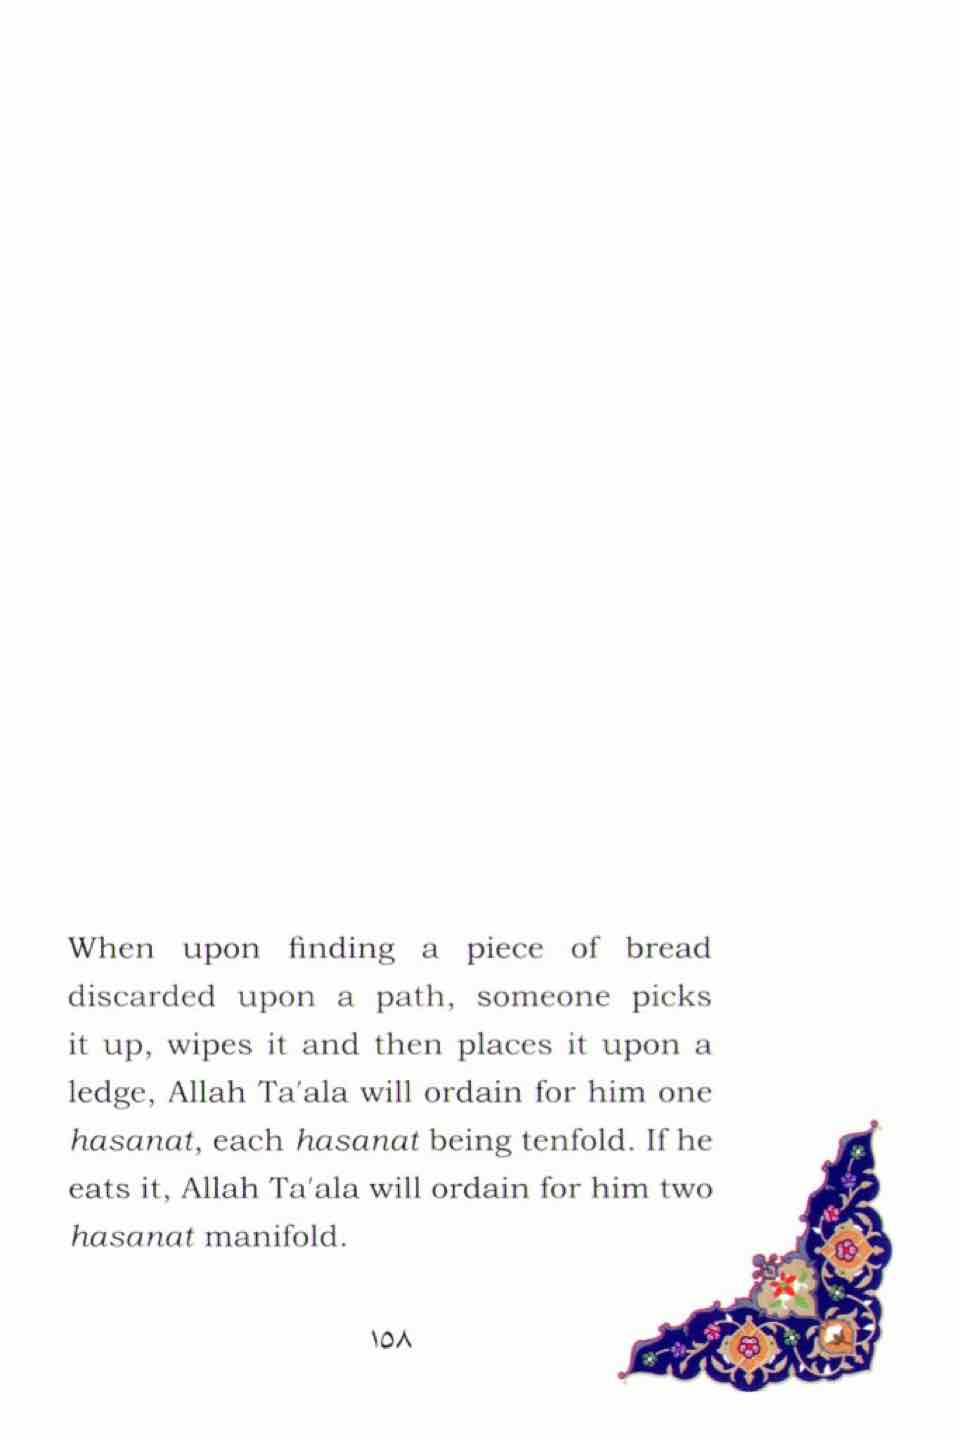 When upon finding a piece of bread
discarded upon a path, someone picks
it up, wipes it and then places it upon a
ledge, Allah Ta'ala will ordain for him one
hasanat, each hasanat being tenfold. If he
eats it, Allah Ta'ala will ordain for him two
hasanat manifold.
١٥٨